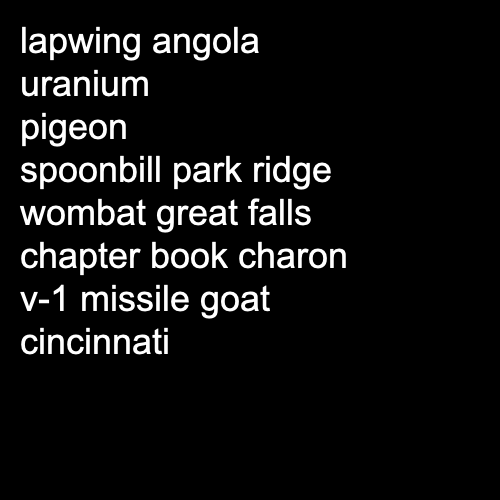 lapwing angola
uranium
pigeon
spoonbill park ridge
wombat great falls
chapter book charon
v-1 missile goat
cincinnati